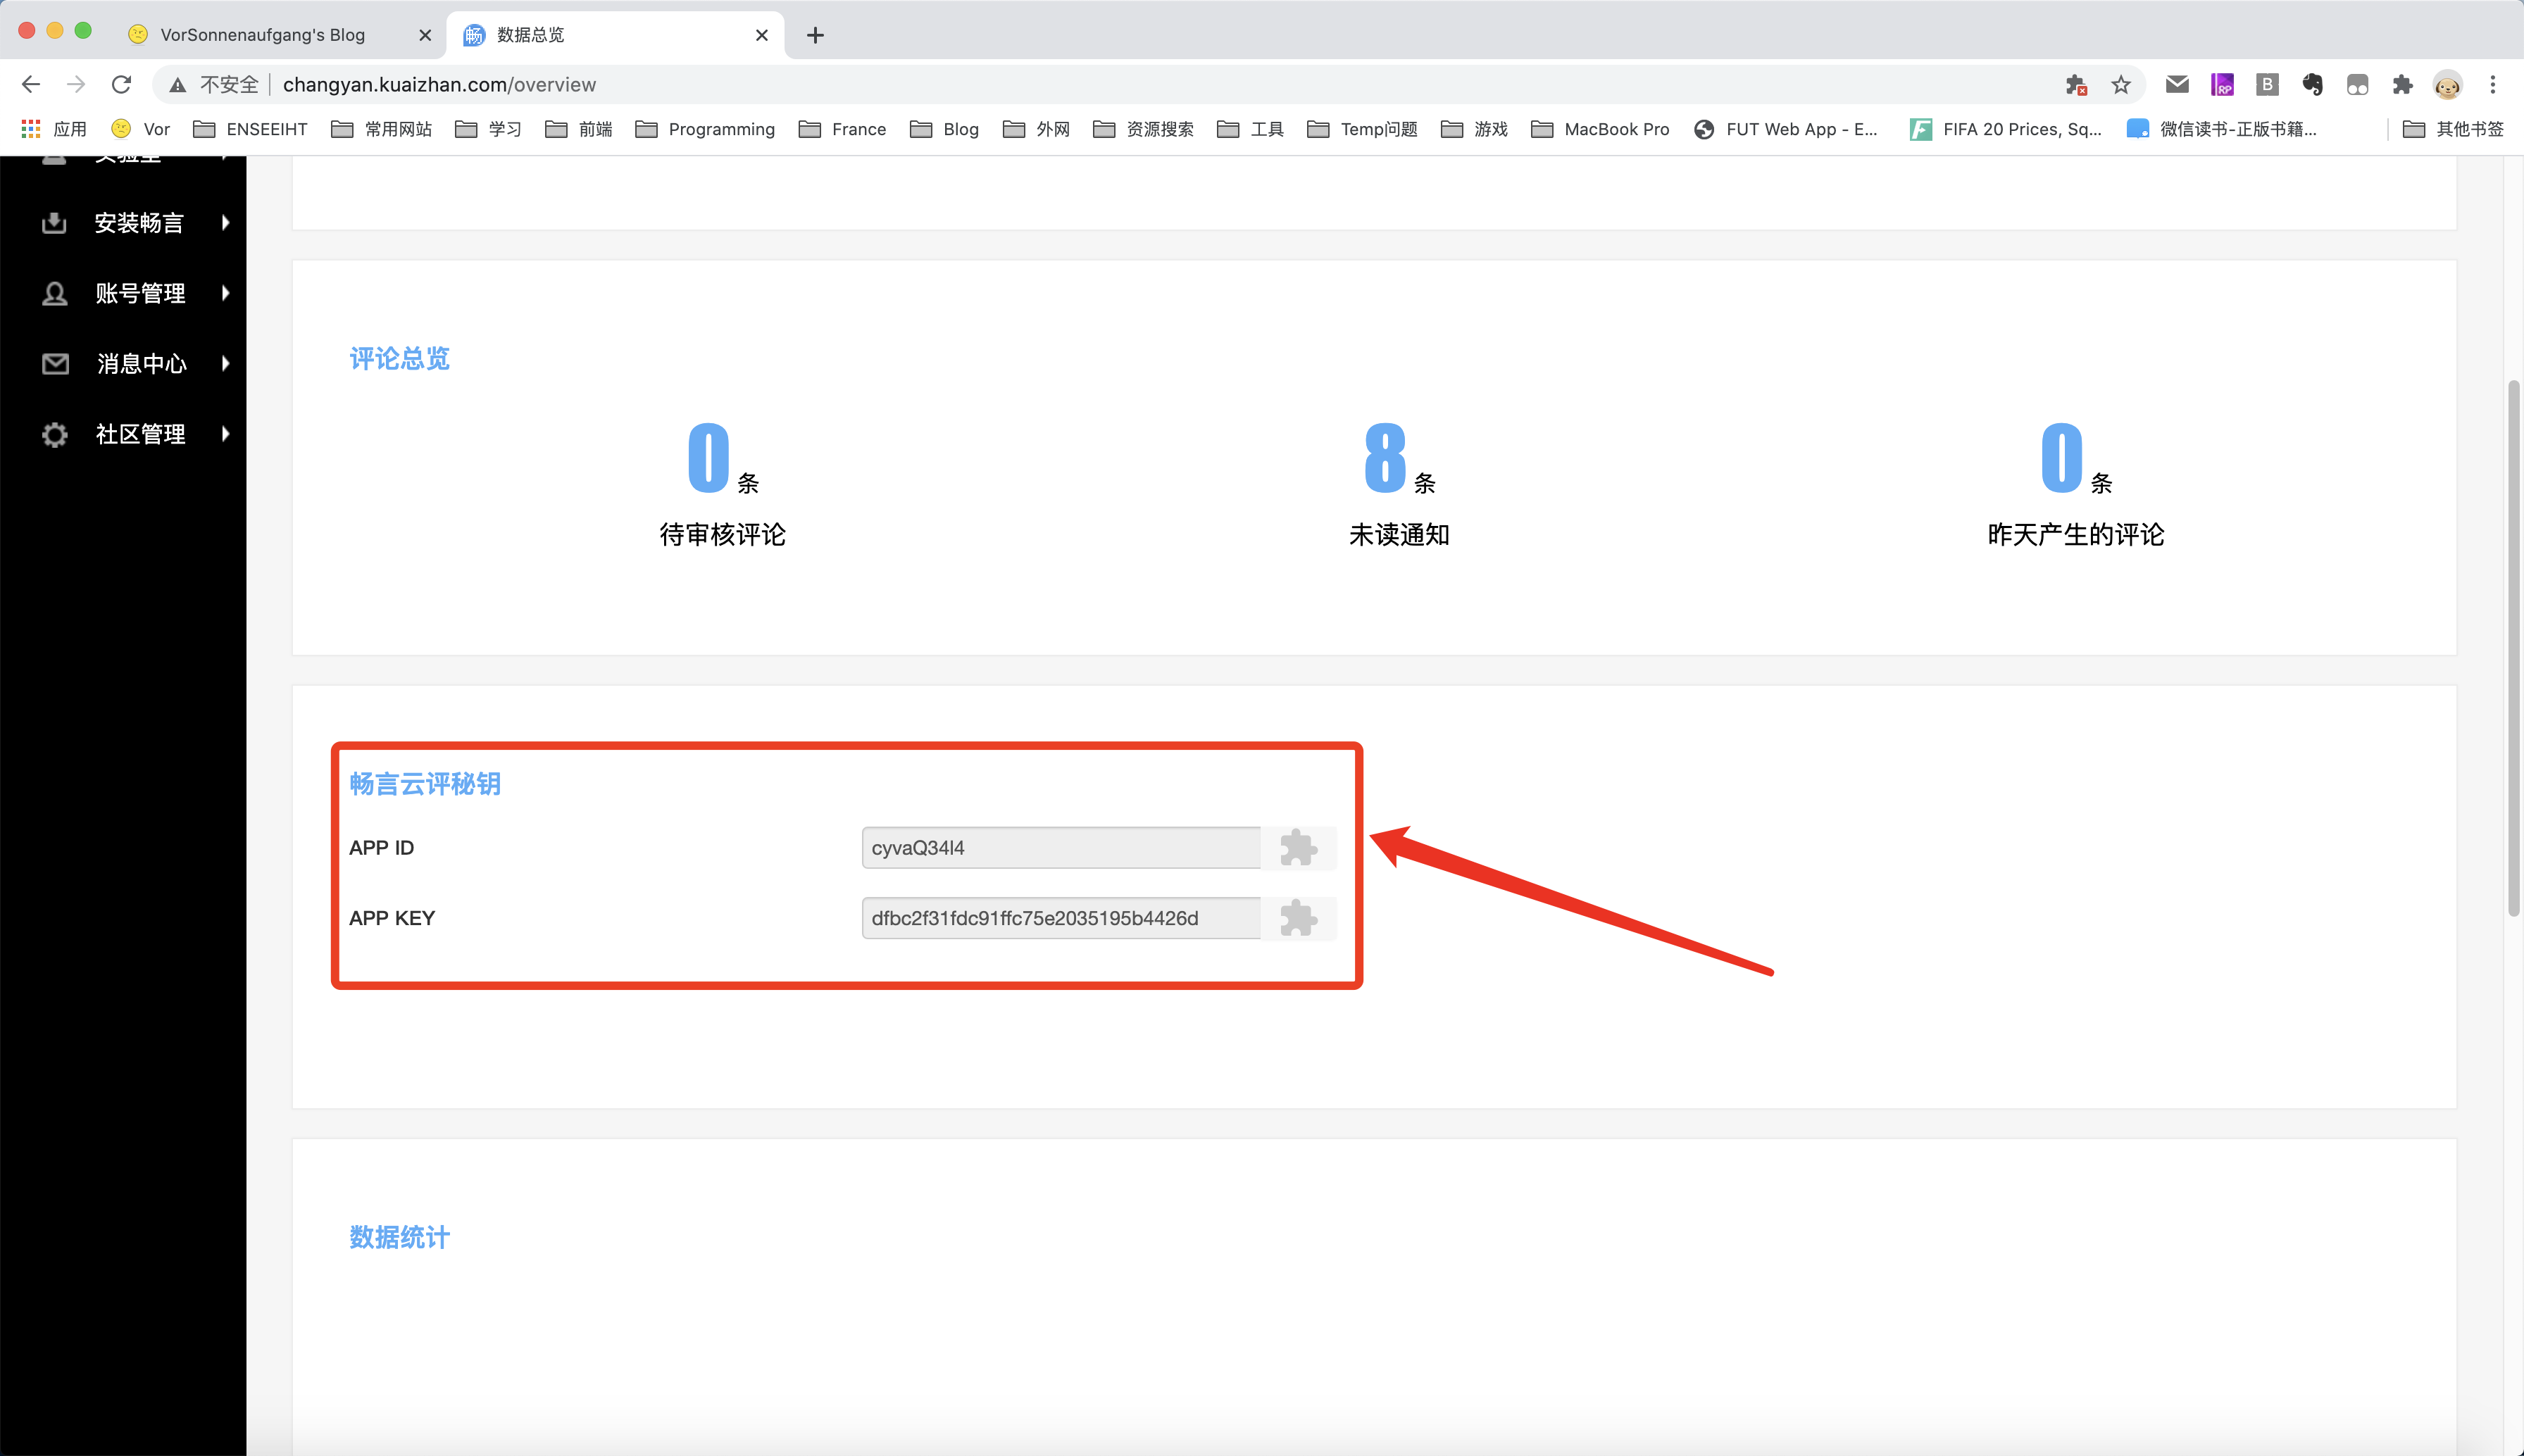 VorSonnenaufgang's Blog
数据总览
不安全
changyan.kuaizhan.com/overview
应用
Vor
ENSEEIHT
常用网站
学习
前端
Programming
France
Blog
外网
资源搜索
工具
Temp问题
游戏
MacBook Pro
FUT Web App - E...
FIFA 20 Prices, Sq...
微信读书-正版书籍...
其他书签
实验室
安装畅言
账号管理
消息中心
社区管理
评论总览
0 条
待审核评论
8 条
未读通知
0 条
昨天产生的评论
畅言云评秘钥
APP ID
cyvaQ34I4
APP KEY
dfbc2f31fdc91ffc75e2035195b4426d
数据统计